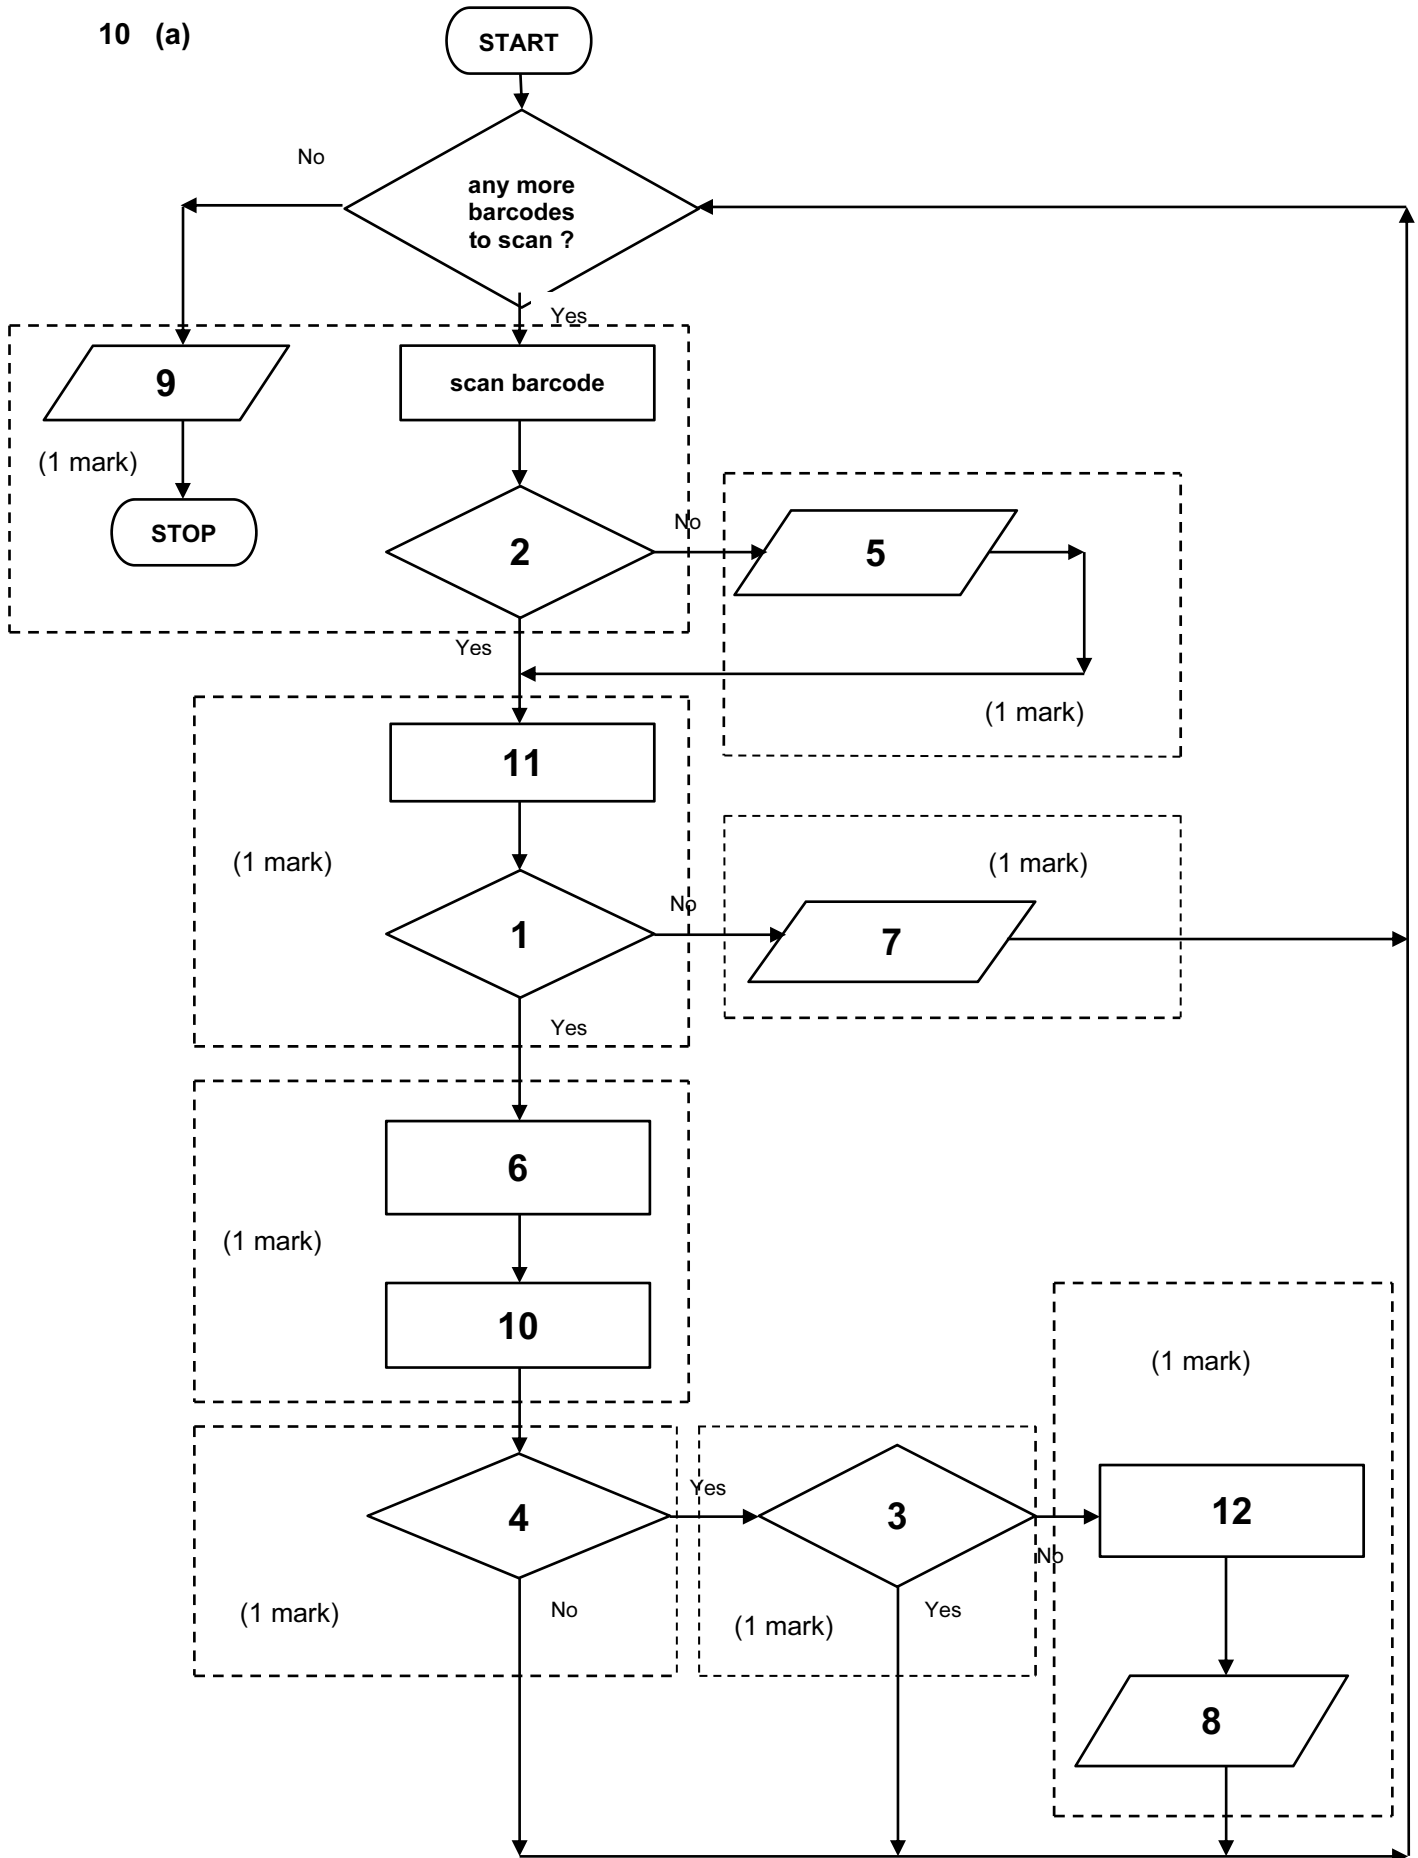 10 (a)
START
No
any more
barcodes
to scan ?
Yes
9
scan barcode
(1 mark)
STOP
2
No
5
Yes
(1 mark)
11
(1 mark)
(1 mark)
1
No
7
Yes
6
(1 mark)
10
(1 mark)
4
Yes
3
No
12
(1 mark)
No
(1 mark)
Yes
8